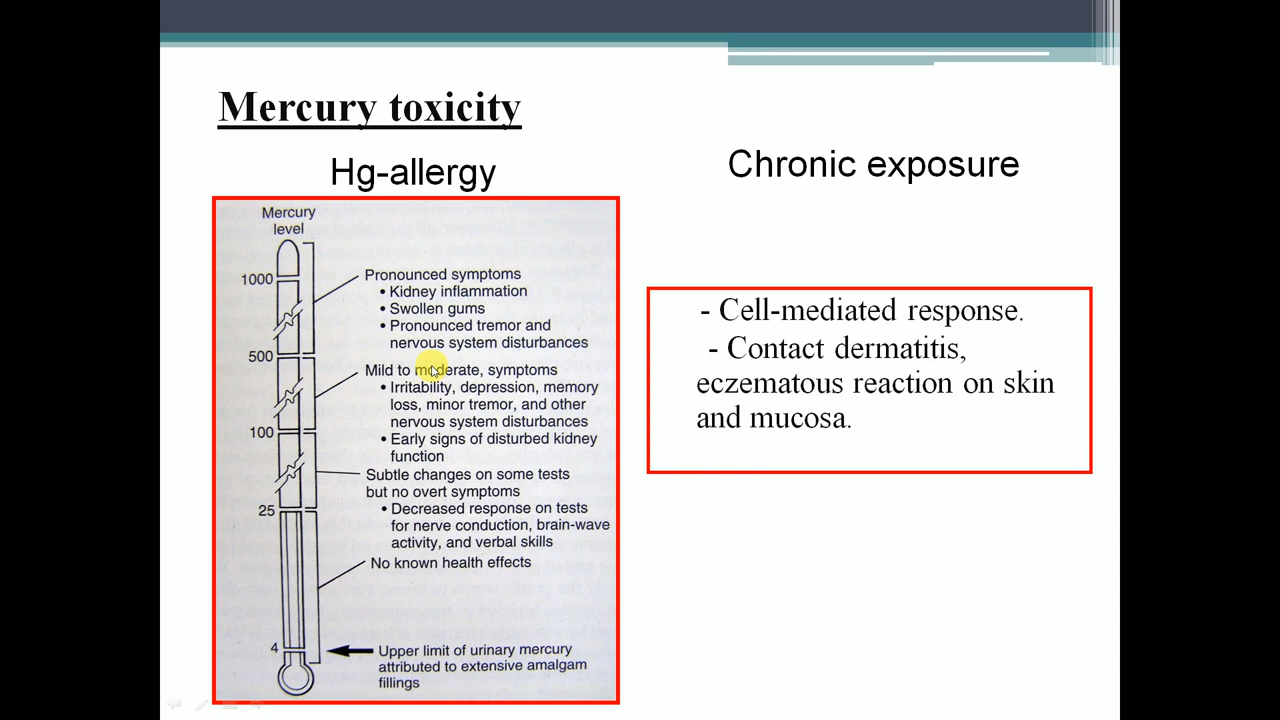 Mercury toxicity
Hg-allergy
Chronic exposure
Mercury
level
1000
Pronounced symptoms
• Kidney inflammation
• Swollen gums
• Pronounced tremor and
nervous system disturbances
500
Mild to moderate, symptoms
• Irritability, depression, memory
loss, minor tremor, and other
nervous system disturbances
• Early signs of disturbed kidney
function
100
Subtle changes on some tests
but no overt symptoms
• Decreased response on tests
for nerve conduction, brain-wave
activity, and verbal skills
25
No known health effects
4
Upper limit of urinary mercury
attributed to extensive amalgam
fillings
- Cell-mediated response.
- Contact dermatitis,
eczematous reaction on skin
and mucosa.